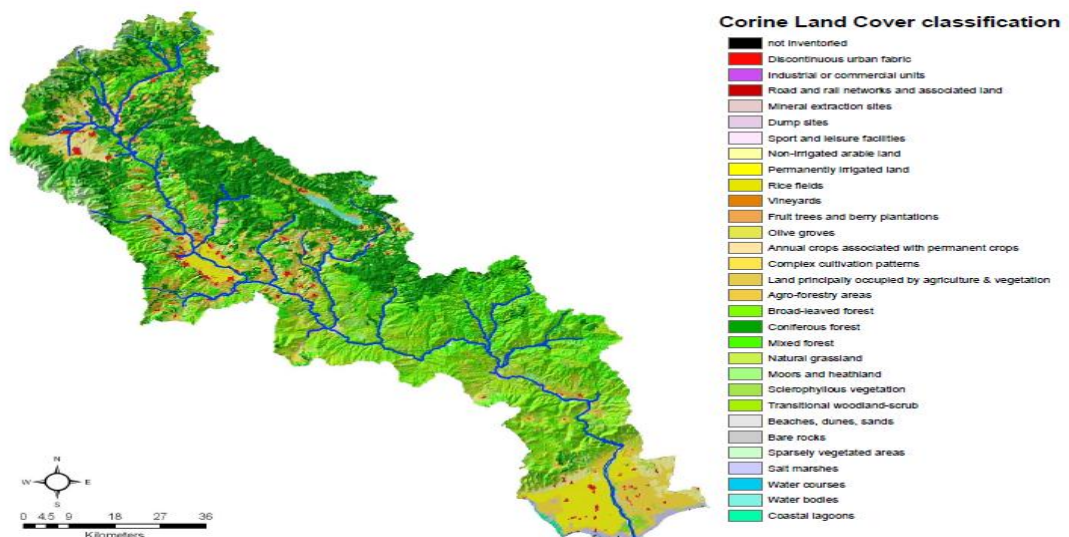 Corine Land Cover classification
not inventoried
Discontinuous urban fabric
Industrial or commercial units
Road and rail networks and associated land
Mineral extraction sites
Dump sites
Sport and leisure facilities
Non-irrigated arable land
Permanently irrigated land
Rice fields
Vineyards
Fruit trees and berry plantations
Olive groves
Annual crops associated with permanent crops
Complex cultivation patterns
Land principally occupied by agriculture & vegetation
Agro-forestry areas
Broad-leaved forest
Coniferous forest
Mixed forest
Natural grassland
Moors and heathland
Sclerophyllous vegetation
Transitional woodland-scrub
Beaches, dunes, sands
Bare rocks
Sparsely vegetated areas
Salt marshes
Water courses
Water bodies
Coastal lagoons
N
W E
S
0 4.5 9 18 27 36
Kilometers